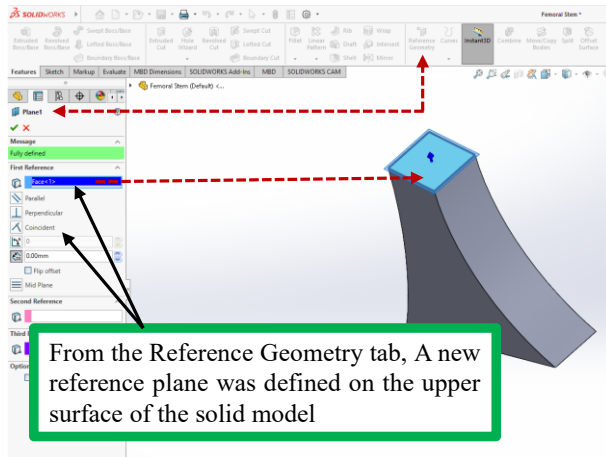 SOLIDWORKS
Femoral Stem *
Extruded Boss/Base
Revolved Boss/Base
Swept Boss/Base
Lofted Boss/Base
Boundary Boss/Base
Extruded Cut
Hole Wizard
Revolved Cut
Swept Cut
Lofted Cut
Boundary Cut
Fillet
Linear Pattern
Rib
Draft
Shell
Wrap
Intersect
Mirror
Reference Geometry
Curves
Instant3D
Combine
Move/Copy Bodies
Split
Offset Surface
Features Sketch Markup Evaluate MBD Dimensions SOLIDWORKS Add-Ins MBD SOLIDWORKS CAM
Femoral Stem (Default) <...
Plane1
Message
Fully defined
First Reference
Face<1>
Parallel
Perpendicular
Coincident
0
0.00mm
Flip offset
Mid Plane
Second Reference
Third
Option
From the Reference Geometry tab, A new
reference plane was defined on the upper
surface of the solid model